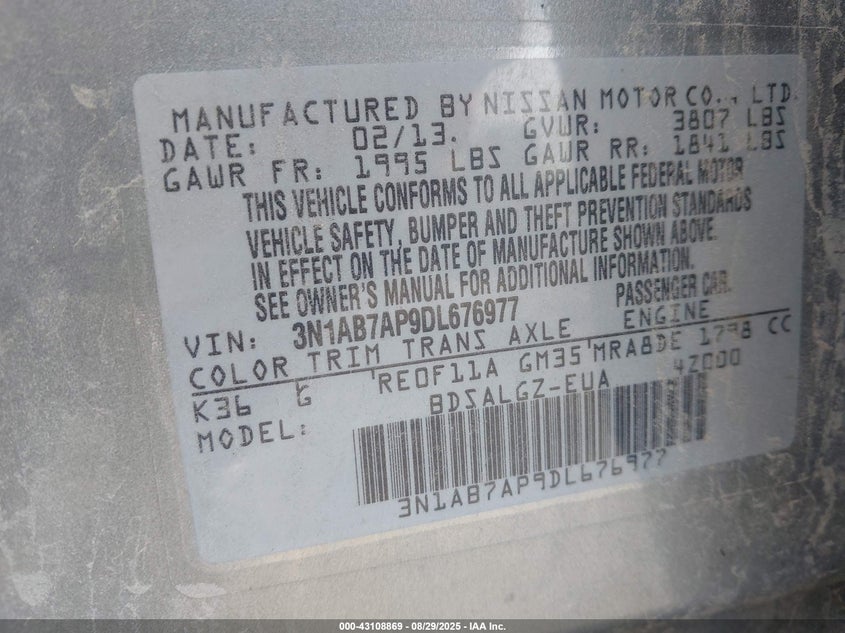 MANUFACTURED BY NISSAN MOTOR CO., LTD.
DATE: 02/13. GVWR: 3807 LBS
GAWR FR: 1995 LBS GAWR RR: 1841 LBS
THIS VEHICLE CONFORMS TO ALL APPLICABLE FEDERAL MOTOR
VEHICLE SAFETY, BUMPER AND THEFT PREVENTION STANDARDS
IN EFFECT ON THE DATE OF MANUFACTURE SHOWN ABOVE.
SEE OWNER'S MANUAL FOR ADDITIONAL INFORMATION.
VIN: 3N1AB7AP9DL676977 PASSENGER CAR.
COLOR TRIM TRANS AXLE ENGINE
K36 G RE0F11A GM35 MRA8DE 1798 CC
MODEL: BDSALGZ-EUA 42000
3N1AB7AP9DL676977
000-43108869 - 08/29/2025 - IAA Inc.